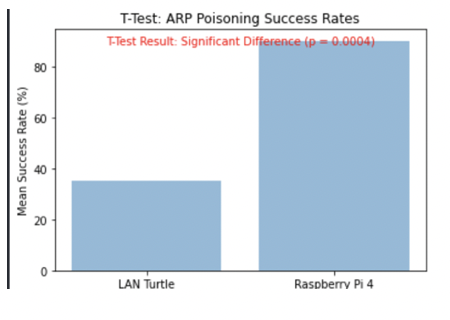 T-Test: ARP Poisoning Success Rates
T-Test Result: Significant Difference (p = 0.0004)
Mean Success Rate (%)
80
60
40
20
0
LAN Turtle
Raspberry Pi 4